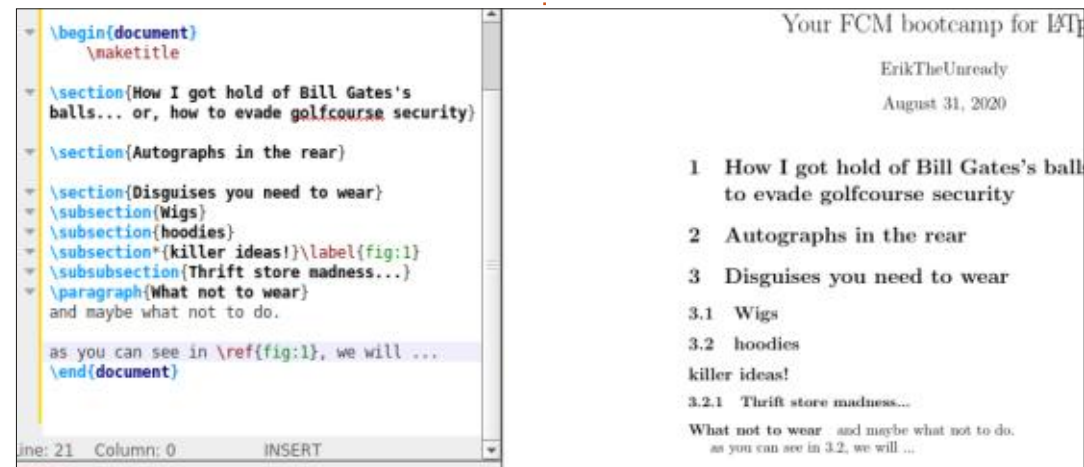 \begin{document}
\maketitle
\section{How I got hold of Bill Gates's
balls... or, how to evade golfcourse security}
\section{Autographs in the rear}
\section{Disguises you need to wear}
\subsection{Wigs}
\subsection{hoodies}
\subsection*{killer ideas!}\label{fig:1}
\subsubsection{Thrift store madness...}
\paragraph{What not to wear}
and maybe what not to do.
as you can see in \ref{fig:1}, we will ...
\end{document}
ine: 21 Column: 0 INSERT
Your FCM bootcamp for
ErikTheUnready
August 31, 2020
1 How I got hold of Bill Gates's ball
to evade golfcourse security
2 Autographs in the rear
3 Disguises you need to wear
3.1 Wigs
3.2 hoodies
killer ideas!
3.2.1 Thrift store madness...
What not to wear and maybe what not to do.
as you can see in 3.2, we will ...